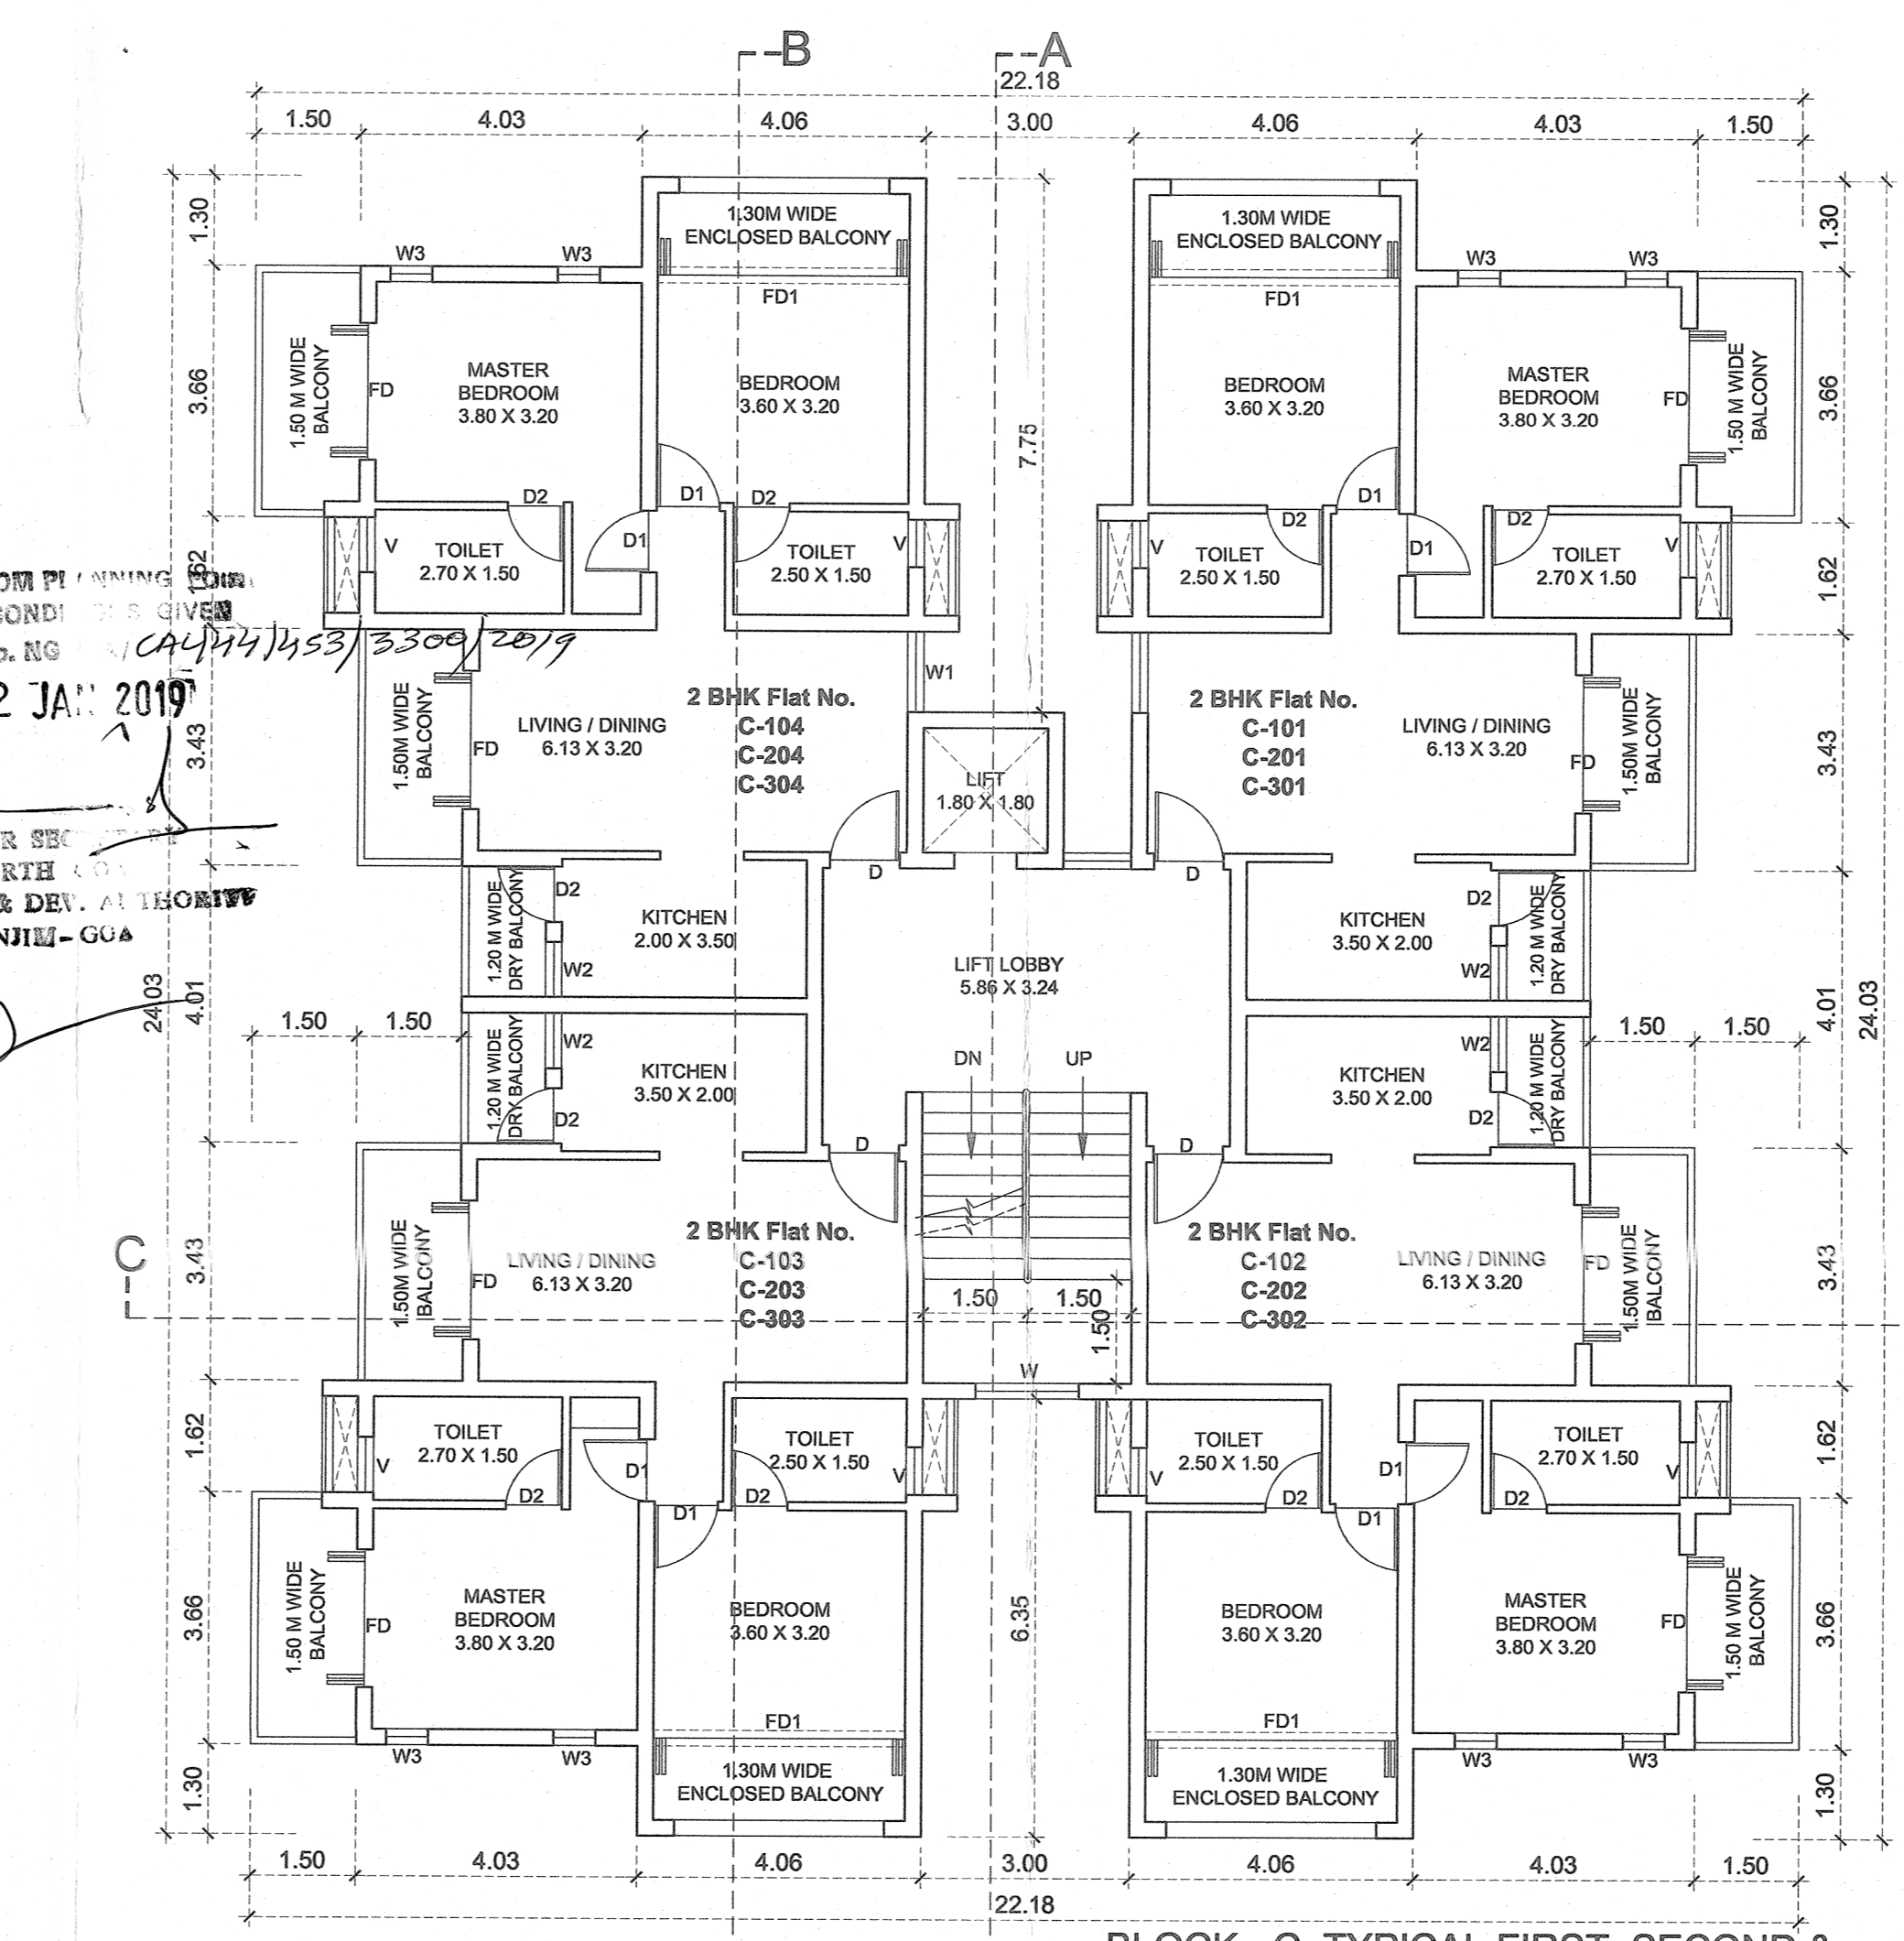 B
A
22.18
1.50 4.03 4.06 3.00 4.06 4.03 1.50
1.30
1.30M WIDE
ENCLOSED BALCONY
1.30M WIDE
ENCLOSED BALCONY
1.30
W3 W3
W3 W3
FD1
FD1
3.66
1.50 M WIDE
BALCONY
FD
MASTER
BEDROOM
3.80 X 3.20
BEDROOM
3.60 X 3.20
7.75
BEDROOM
3.60 X 3.20
MASTER
BEDROOM
3.80 X 3.20
FD
1.50 M WIDE
BALCONY
3.66
D2 D1 D2
D2 D1 D2
1.62
V
TOILET
2.70 X 1.50
D1
TOILET
2.50 X 1.50
V
V
TOILET
2.50 X 1.50
D1
TOILET
2.70 X 1.50
V
1.62
GIVEN
CAL/44/453/3300/2019
JAN 2019
& DEV. AUTHORITY
NJIM - GOA
3.43
1.50M WIDE
BALCONY
FD
LIVING / DINING
6.13 X 3.20
2 BHK Flat No.
C-104
C-204
C-304
W1
LIFT
1.80 X 1.80
2 BHK Flat No.
C-101
C-201
C-301
LIVING / DINING
6.13 X 3.20
FD
1.50M WIDE
BALCONY
3.43
D
D
24.03
4.01
1.50 1.50
1.20 M WIDE
DRY BALCONY
D2
W2
KITCHEN
2.00 X 3.50
LIFT LOBBY
5.86 X 3.24
KITCHEN
3.50 X 2.00
D2
W2
1.20 M WIDE
DRY BALCONY
1.50 1.50
4.01
24.03
1.20 M WIDE
DRY BALCONY
W2
D2
KITCHEN
3.50 X 2.00
DN UP
KITCHEN
3.50 X 2.00
W2
D2
1.20 M WIDE
DRY BALCONY
D
D
C
3.43
1.50M WIDE
BALCONY
FD
LIVING / DINING
6.13 X 3.20
2 BHK Flat No.
C-103
C-203
C-303
1.50 1.50
1.50
W
2 BHK Flat No.
C-102
C-202
C-302
LIVING / DINING
6.13 X 3.20
FD
1.50M WIDE
BALCONY
3.43
1.62
V
TOILET
2.70 X 1.50
D2
D1
TOILET
2.50 X 1.50
V
D1 D2
V
TOILET
2.50 X 1.50
D2 D1
D1
TOILET
2.70 X 1.50
V
D2
1.62
3.66
1.50 M WIDE
BALCONY
FD
MASTER
BEDROOM
3.80 X 3.20
BEDROOM
3.60 X 3.20
6.35
BEDROOM
3.60 X 3.20
MASTER
BEDROOM
3.80 X 3.20
FD
1.50 M WIDE
BALCONY
3.66
FD1
FD1
W3 W3
W3 W3
1.30
1.30M WIDE
ENCLOSED BALCONY
1.30M WIDE
ENCLOSED BALCONY
1.30
1.50 4.03 4.06 3.00 4.06 4.03 1.50
22.18